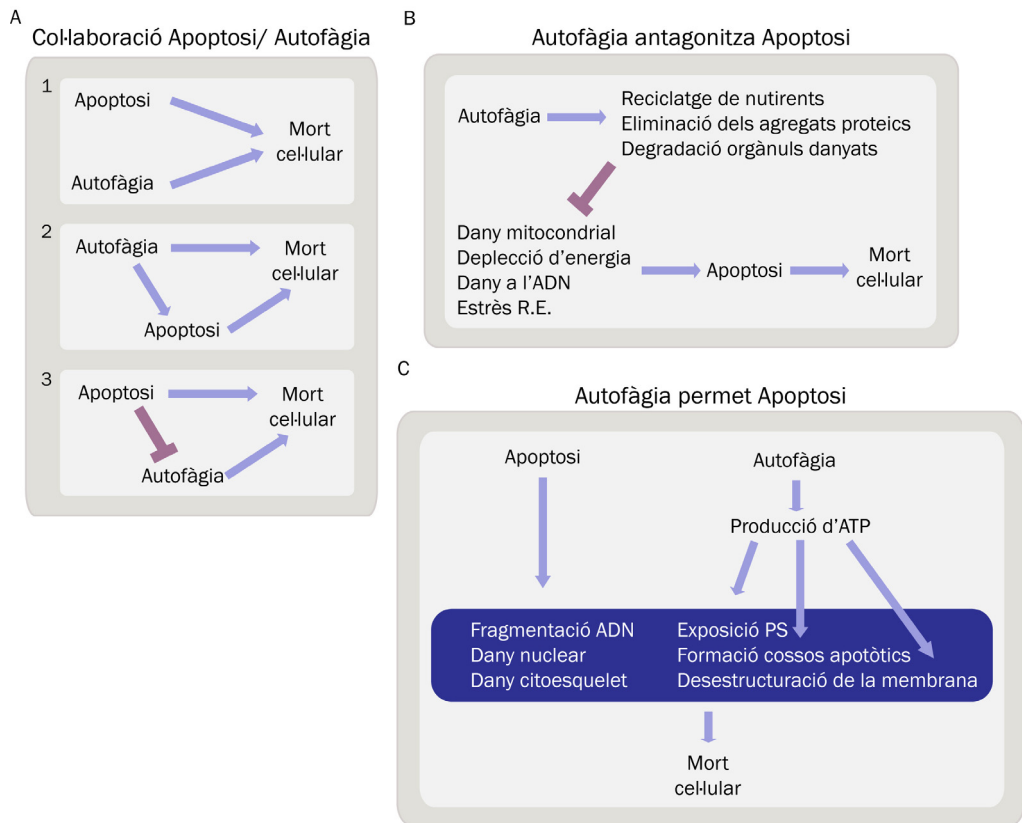 A
Col·laboració Apoptosi/ Autofàgia
1
Apoptosi
Autofàgia
Mort
cel·lular
2
Autofàgia
Apoptosi
Mort
cel·lular
3
Apoptosi
Autofàgia
Mort
cel·lular
B
Autofàgia antagonitza Apoptosi
Autofàgia
Reciclatge de nutirents
Eliminació dels agregats proteics
Degradació orgànuls danyats
Dany mitocondrial
Deplecció d’energia
Dany a l’ADN
Estrès R.E.
Apoptosi
Mort
cel·lular
C
Autofàgia permet Apoptosi
Apoptosi
Autofàgia
Producció d’ATP
Fragmentació ADN
Dany nuclear
Dany citoesquelet
Exposició PS
Formació cossos apotòtics
Desestructuració de la membrana
Mort
cel·lular